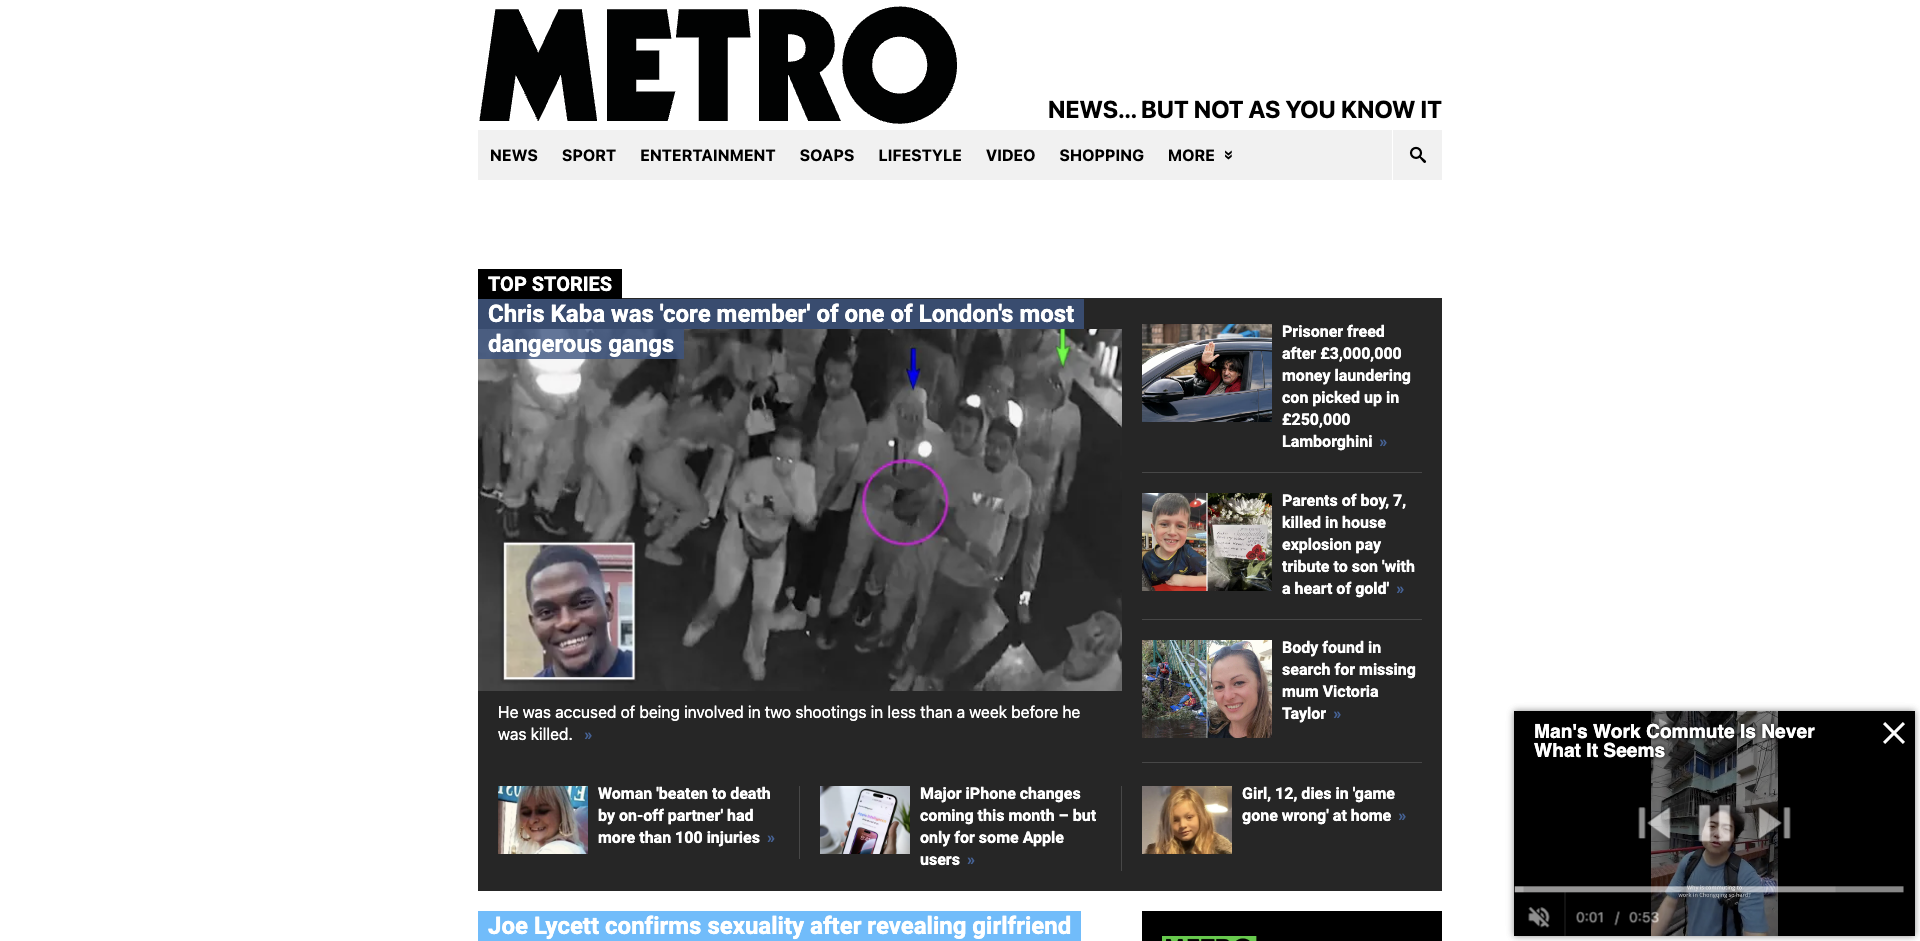 METRO
NEWS... BUT NOT AS YOU KNOW IT
NEWS SPORT ENTERTAINMENT SOAPS LIFESTYLE VIDEO SHOPPING MORE
TOP STORIES
Chris Kaba was 'core member' of one of London's most
dangerous gangs
He was accused of being involved in two shootings in less than a week before he
was killed. »
Prisoner freed
after £3,000,000
money laundering
con picked up in
£250,000
Lamborghini »
Parents of boy, 7,
killed in house
explosion pay
tribute to son 'with
a heart of gold' »
Body found in
search for missing
mum Victoria
Taylor »
Woman 'beaten to death
by on-off partner' had
more than 100 injuries »
Major iPhone changes
coming this month – but
only for some Apple
users »
Girl, 12, dies in 'game
gone wrong' at home »
Joe Lycett confirms sexuality after revealing girlfriend
METRO
Man's Work Commute Is Never
What It Seems
work in Chongqing so hard?
0:01 / 0:53